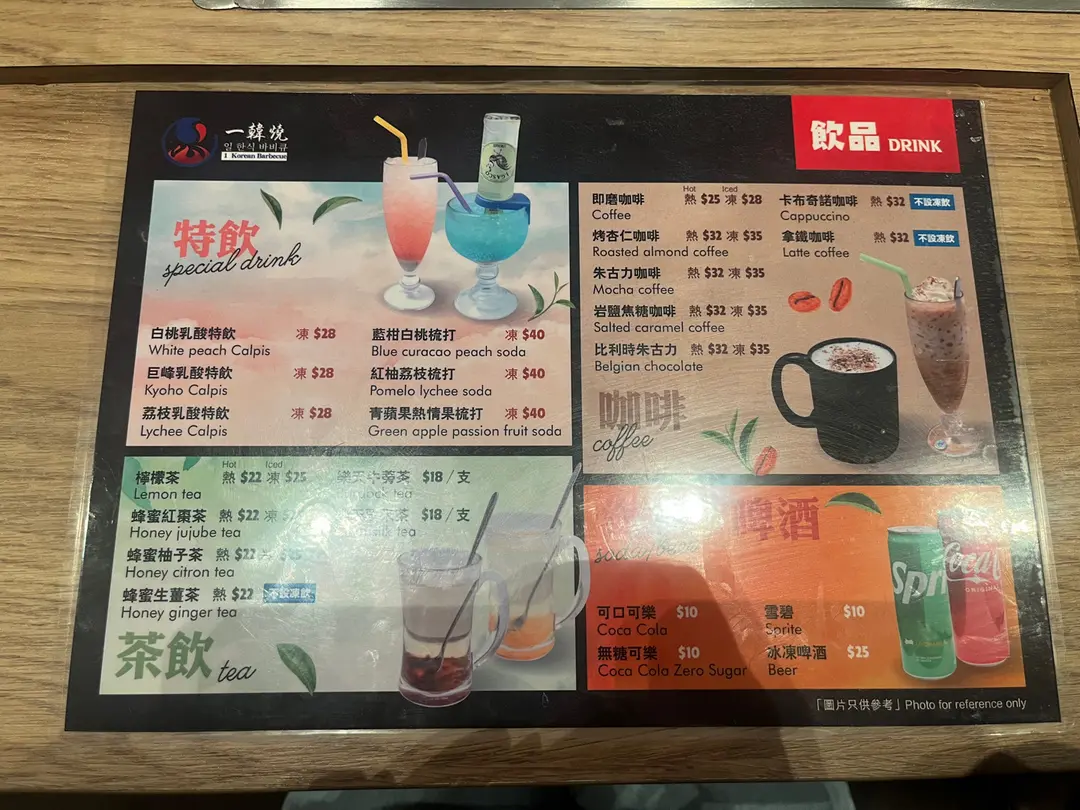 一韓燒
일 한식 바비큐
1 Korean Barbecue
飲品 DRINK
特飲
special drink
白桃乳酸特飲 凍 $28
White peach Calpis
巨峰乳酸特飲 凍 $28
Kyoho Calpis
荔枝乳酸特飲 凍 $28
Lychee Calpis
藍柑白桃梳打 凍 $40
Blue curacao peach soda
紅柚荔枝梳打 凍 $40
Pomelo lychee soda
青蘋果熱情果梳打 凍 $40
Green apple passion fruit soda
Hot Iced
即磨咖啡 熱 $25 凍 $28
Coffee
烤杏仁咖啡 熱 $32 凍 $35
Roasted almond coffee
朱古力咖啡 熱 $32 凍 $35
Mocha coffee
岩鹽焦糖咖啡 熱 $32 凍 $35
Salted caramel coffee
比利時朱古力 熱 $32 凍 $35
Belgian chocolate
卡布奇諾咖啡 熱 $32 不設凍飲
Cappuccino
拿鐵咖啡 熱 $32 不設凍飲
Latte coffee
咖啡
coffee
Hot Iced
檸檬茶 熱 $22 凍 $25
Lemon tea
蜂蜜紅棗茶 熱 $22 凍
Honey jujube tea
蜂蜜柚子茶 熱 $22
Honey citron tea
蜂蜜生薑茶 熱 $22 不設凍飲
Honey ginger tea
牛蒡茶 $18 / 支
tea
茶 $18 / 支
tea
茶飲
tea
啤酒
可口可樂 $10
Coca Cola
無糖可樂 $10
Coca Cola Zero Sugar
雪碧 $10
Sprite
冰凍啤酒 $25
Beer
「圖片只供參考」Photo for reference only